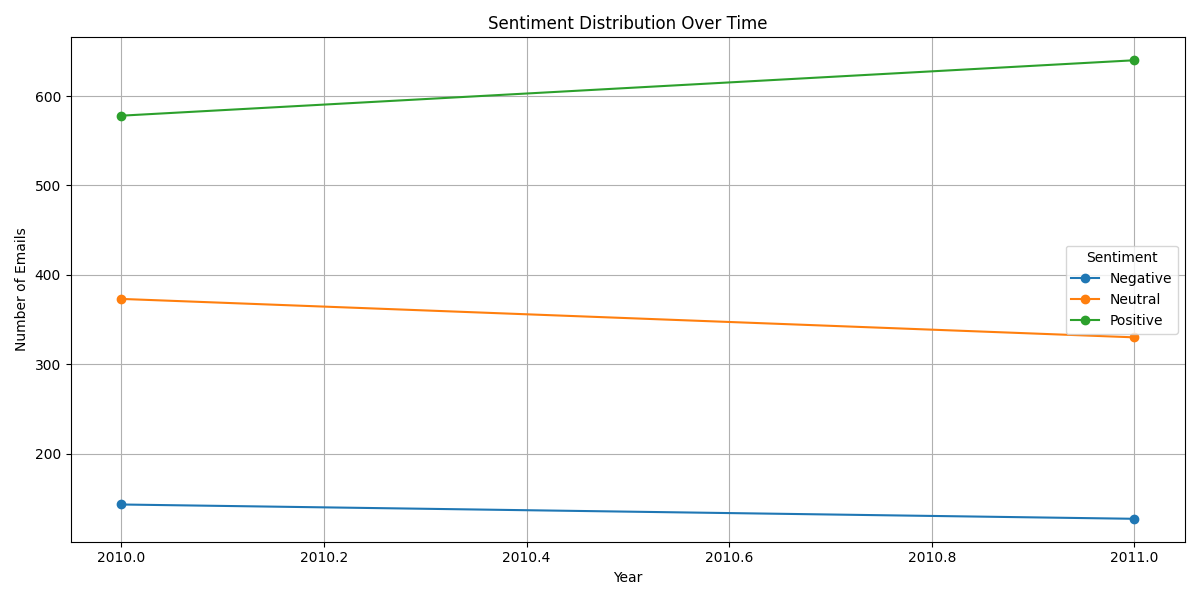 Sentiment Distribution Over Time
Number of Emails
600
500
400
300
200
Sentiment
Negative
Neutral
Positive
2010.0 2010.2 2010.4 2010.6 2010.8 2011.0
Year